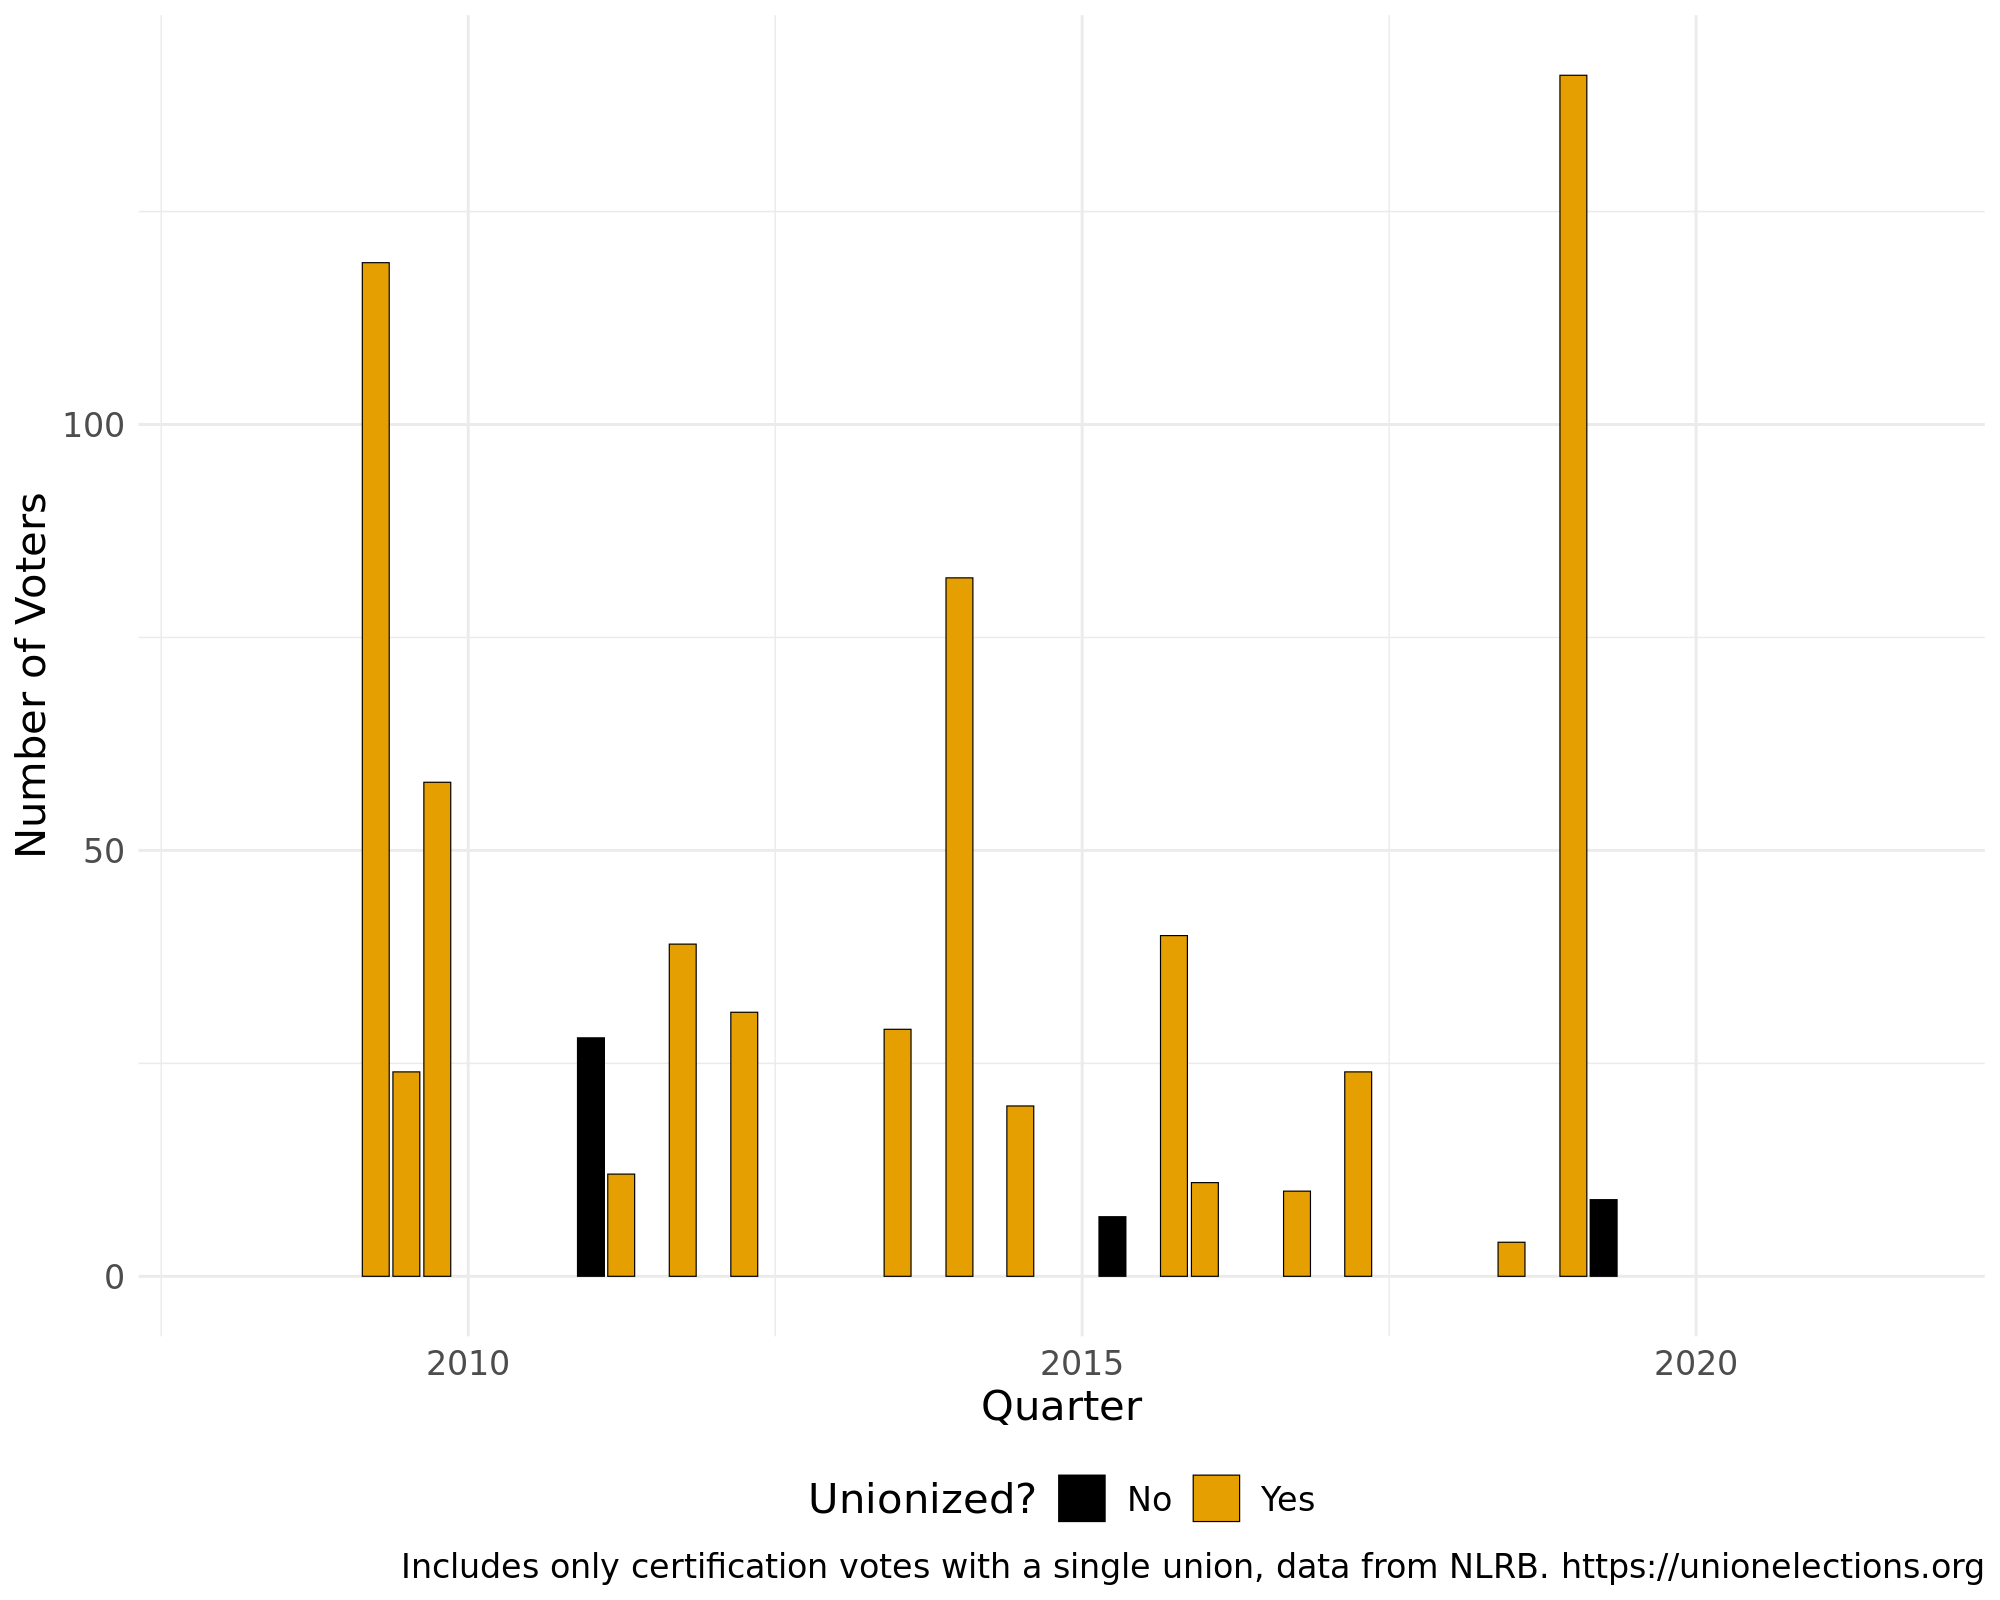 Number of Voters
100
50
0
2010 2015 2020
Quarter
Unionized? No Yes
Includes only certification votes with a single union, data from NLRB. https://unionelections.org